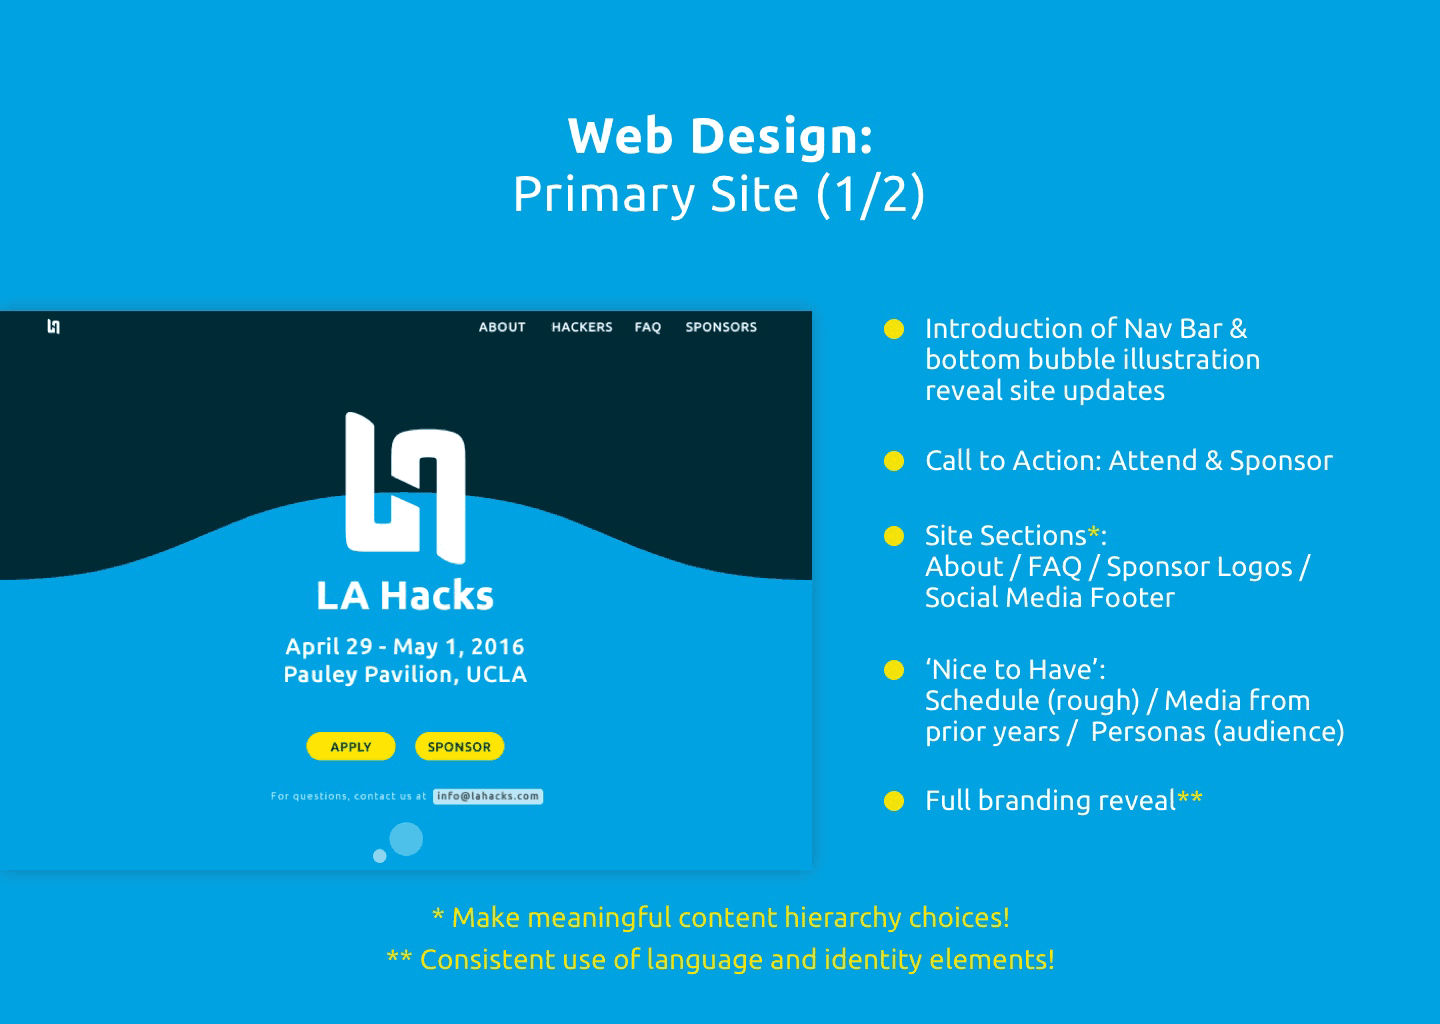 Web Design:
Primary Site (1/2)
ABOUT HACKERS FAQ SPONSORS
LA Hacks
April 29 - May 1, 2016
Pauley Pavilion, UCLA
APPLY SPONSOR
For questions, contact us at info@lahacks.com
Introduction of Nav Bar &
bottom bubble illustration
reveal site updates
Call to Action: Attend & Sponsor
Site Sections*:
About / FAQ / Sponsor Logos /
Social Media Footer
‘Nice to Have’:
Schedule (rough) / Media from
prior years / Personas (audience)
Full branding reveal**
* Make meaningful content hierarchy choices!
** Consistent use of language and identity elements!